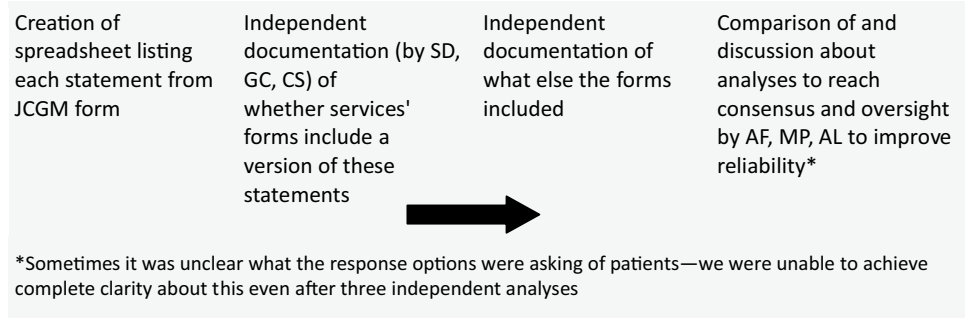 Creation of
spreadsheet listing
each statement from
JCGM form
Independent
documentation (by SD,
GC, CS) of
whether services'
forms include a
version of these
statements
Independent
documentation of
what else the forms
included
Comparison of and
discussion about
analyses to reach
consensus and oversight
by AF, MP, AL to improve
reliability*
*Sometimes it was unclear what the response options were asking of patients—we were unable to achieve
complete clarity about this even after three independent analyses